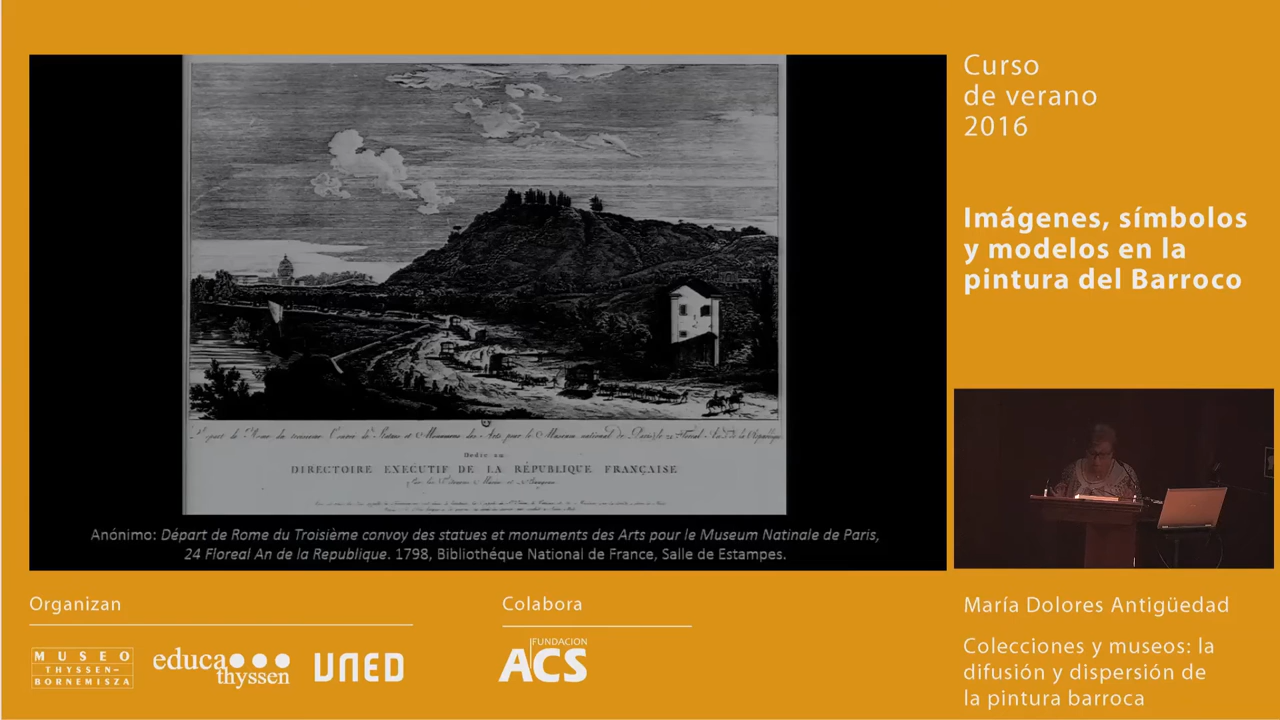 Curso
de verano
2016
Imágenes, símbolos
y modelos en la
pintura del Barroco
DIRECTOIRE EXÉCUTIF DE LA RÉPUBLIQUE FRANÇAISE
Anónimo: Départ de Rome du Troisième convoy des statues et monuments des Arts pour le Museum Natinale de Paris,
24 Floreal An de la Republique. 1798, Bibliothéque National de France, Salle de Estampes.
Organizan
Colabora
MUSEO
THYSSEN-
BORNEMISZA
educa
thyssen
UNED
FUNDACION
ACS
María Dolores Antigüedad
Colecciones y museos: la
difusión y dispersión de
la pintura barroca